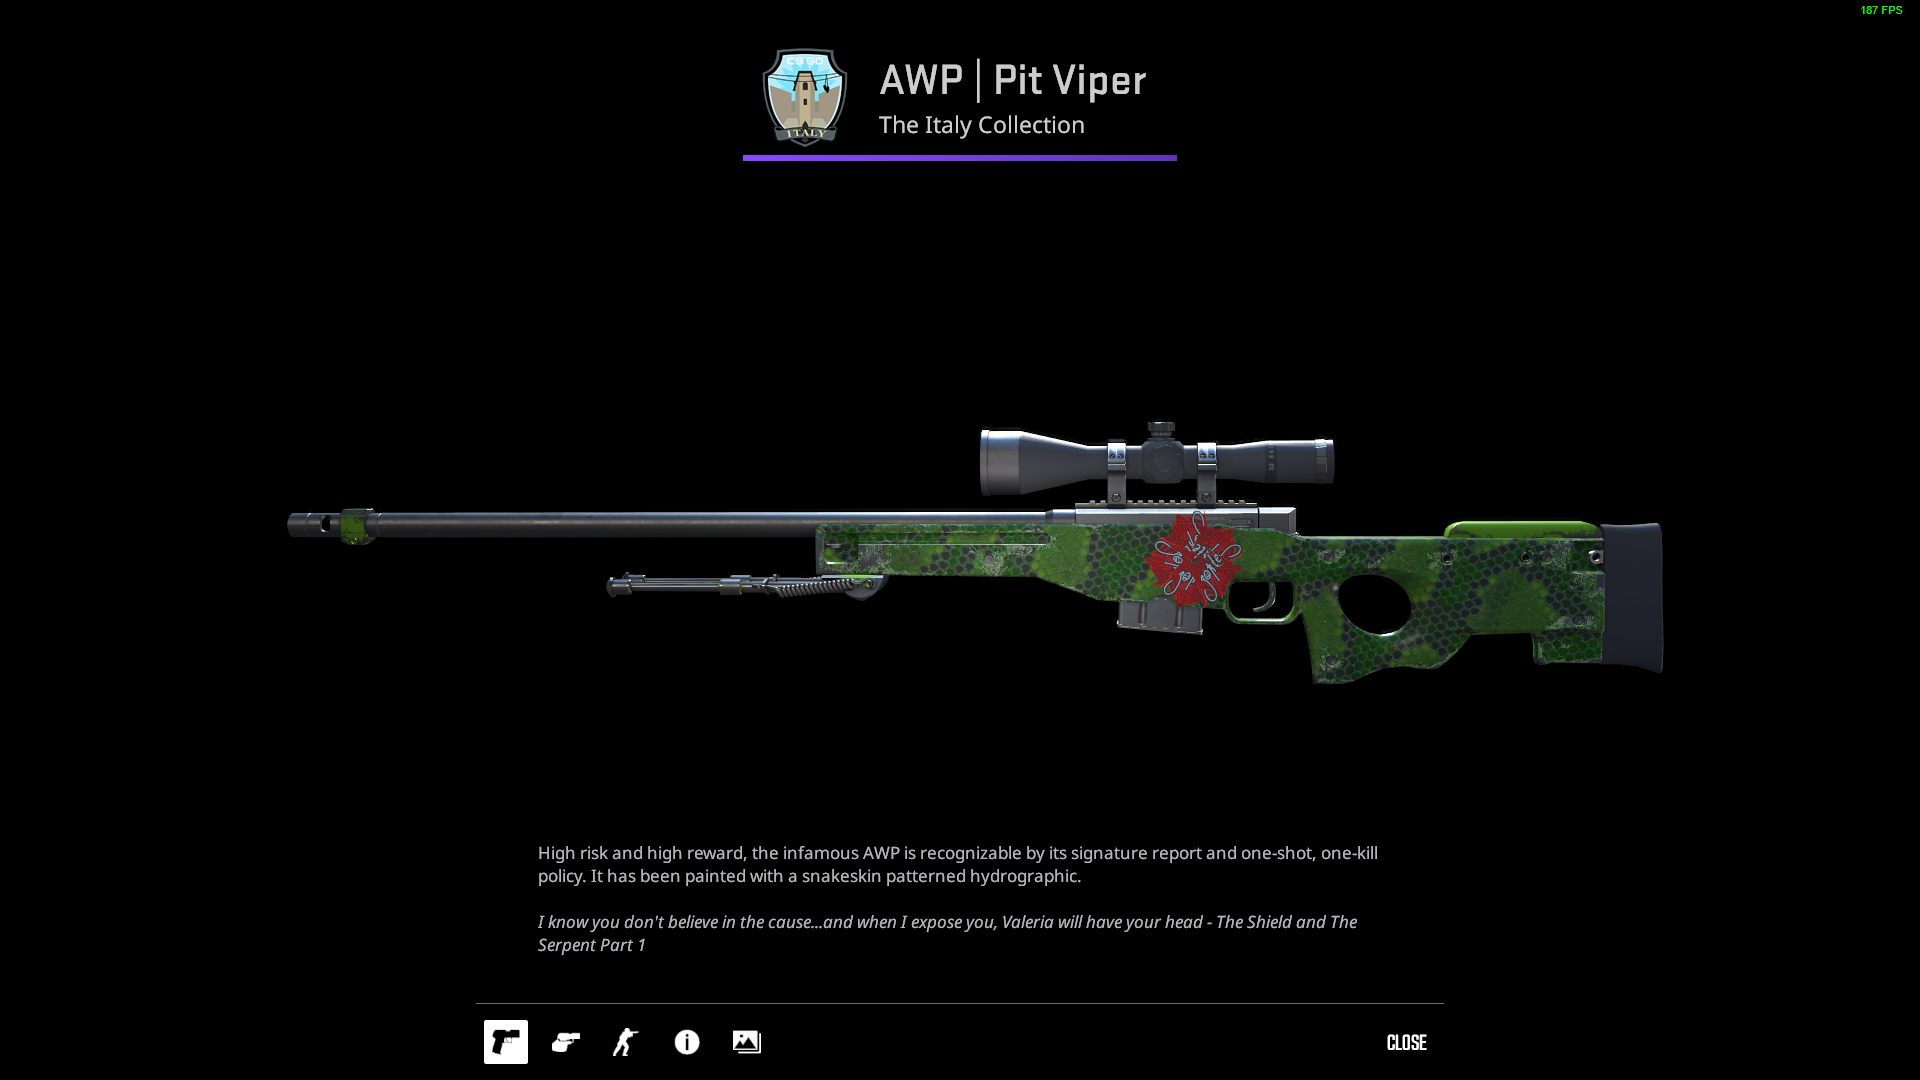 187 FPS
CS GO
ITALY
AWP | Pit Viper
The Italy Collection
High risk and high reward, the infamous AWP is recognizable by its signature report and one-shot, one-kill
policy. It has been painted with a snakeskin patterned hydrographic.
I know you don't believe in the cause...and when I expose you, Valeria will have your head - The Shield and The
Serpent Part 1
CLOSE